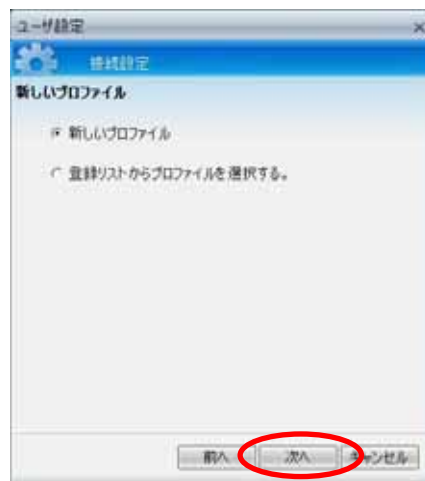 ユーザ設定
接続設定
新しいプロファイル
新しいプロファイル
登録リストからプロファイルを選択する。
前へ 次へ キャンセル